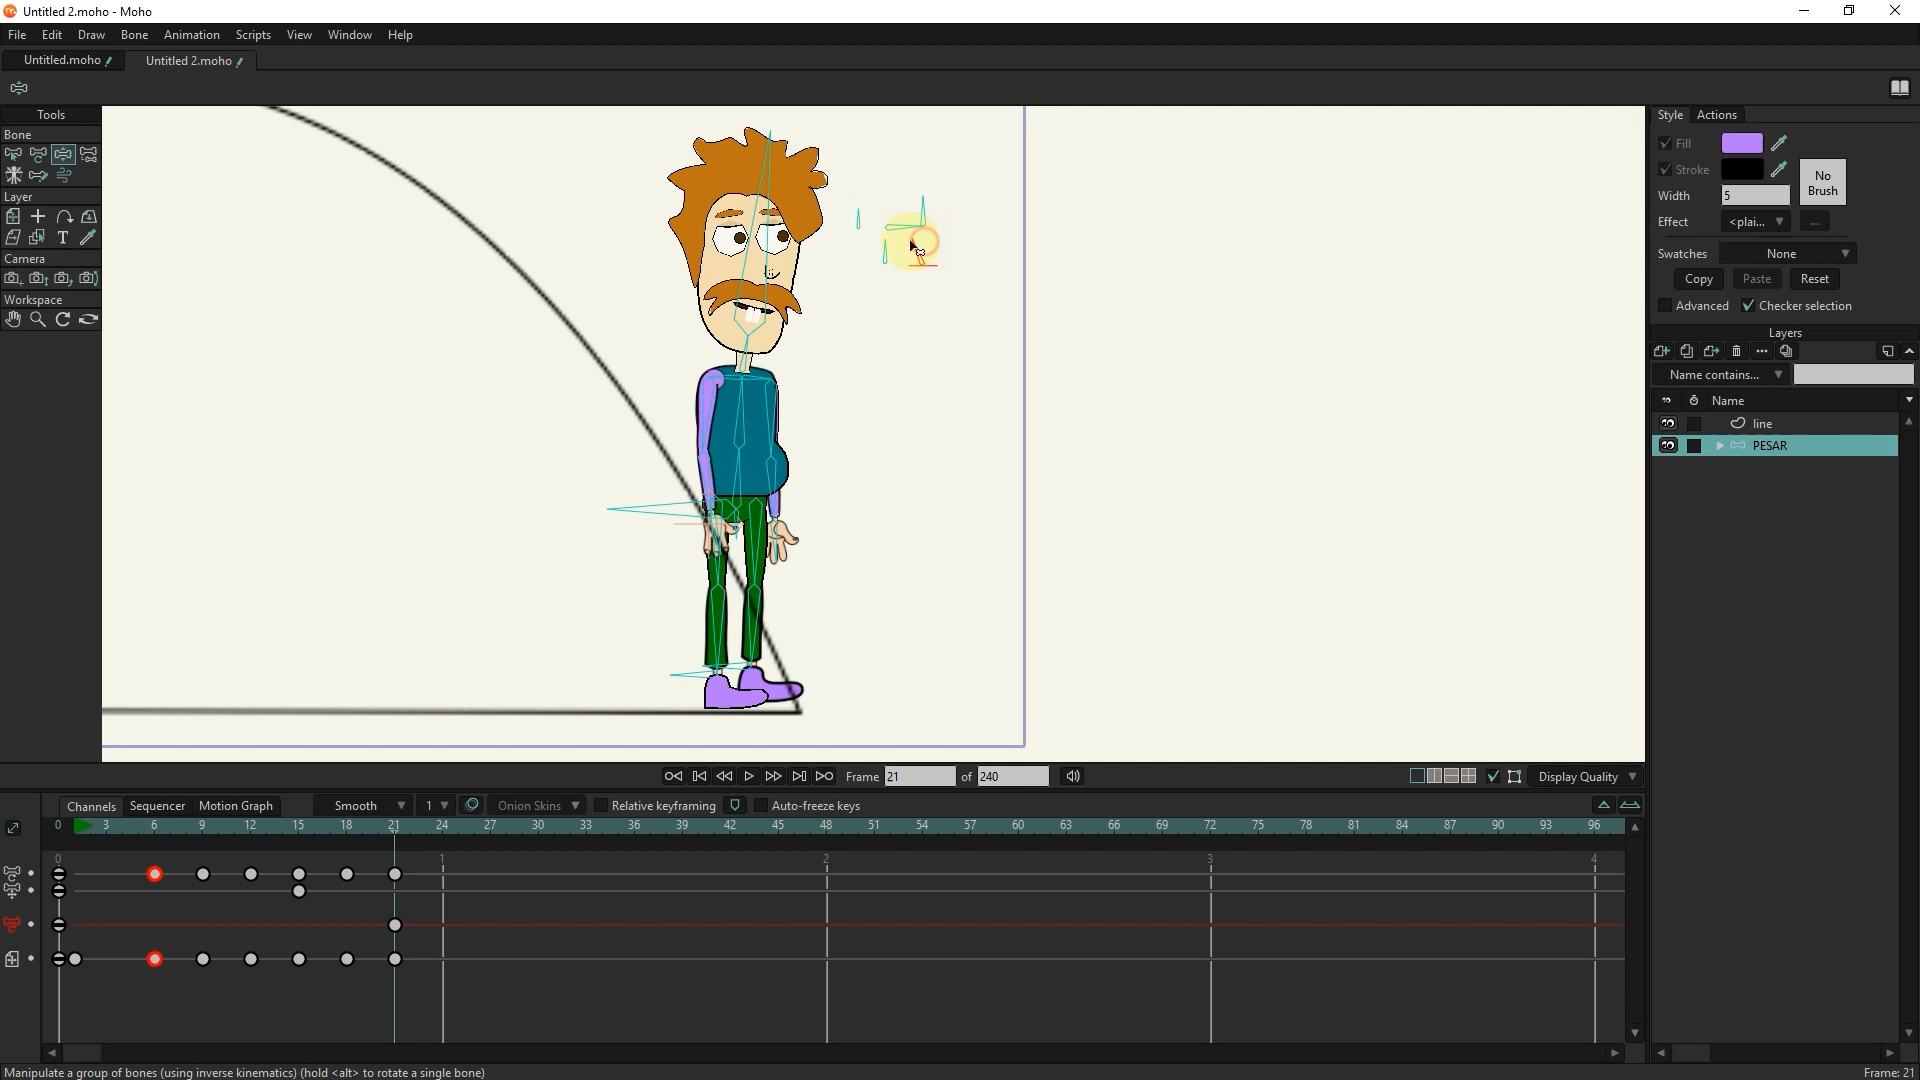 Untitled 2.moho - Moho
File Edit Draw Bone Animation Scripts View Window Help
Untitled.moho Untitled 2.moho
Tools
Bone
Layer
Camera
Workspace
Style Actions
Fill
Stroke
No Brush
Width 5
Effect <plai... ...
Swatches None
Copy Paste Reset
Advanced Checker selection
Layers
Name contains...
Name
line
PESAR
Frame 21 of 240 Display Quality
Channels Sequencer Motion Graph Smooth 1 Onion Skins Relative keyframing Auto-freeze keys
0 3 6 9 12 15 18 21 24 27 30 33 36 39 42 45 48 51 54 57 60 63 66 69 72 75 78 81 84 87 90 93 96
0 1 2 3 4
Manipulate a group of bones (using inverse kinematics) (hold <alt> to rotate a single bone) Frame: 21